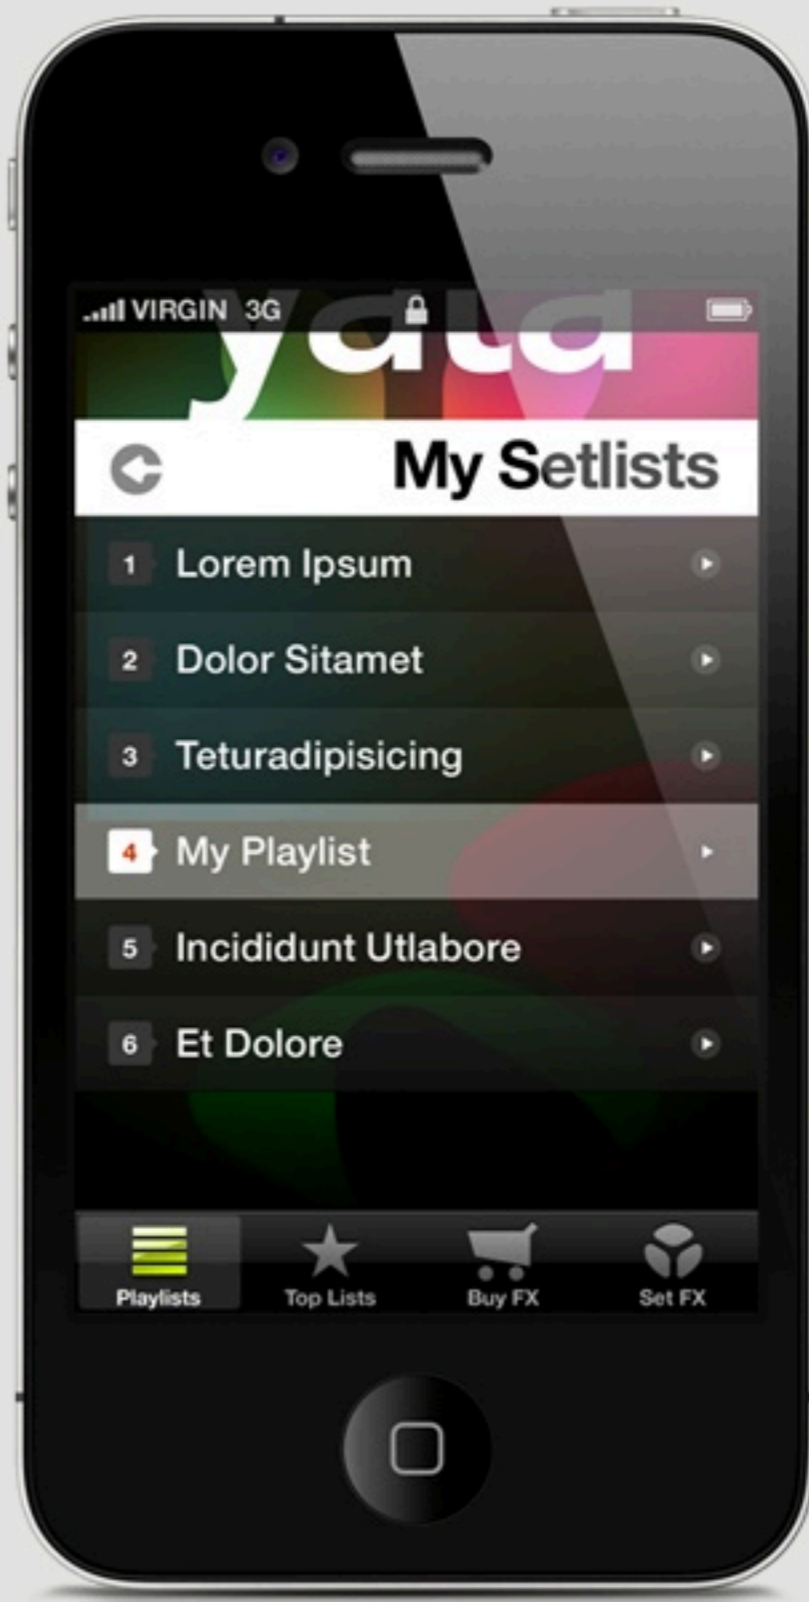 VIRGIN 3G
yata
My Setlists
1 Lorem Ipsum
2 Dolor Sitamet
3 Teturadipisicing
4 My Playlist
5 Incididunt Utlabore
6 Et Dolore
Playlists Top Lists Buy FX Set FX